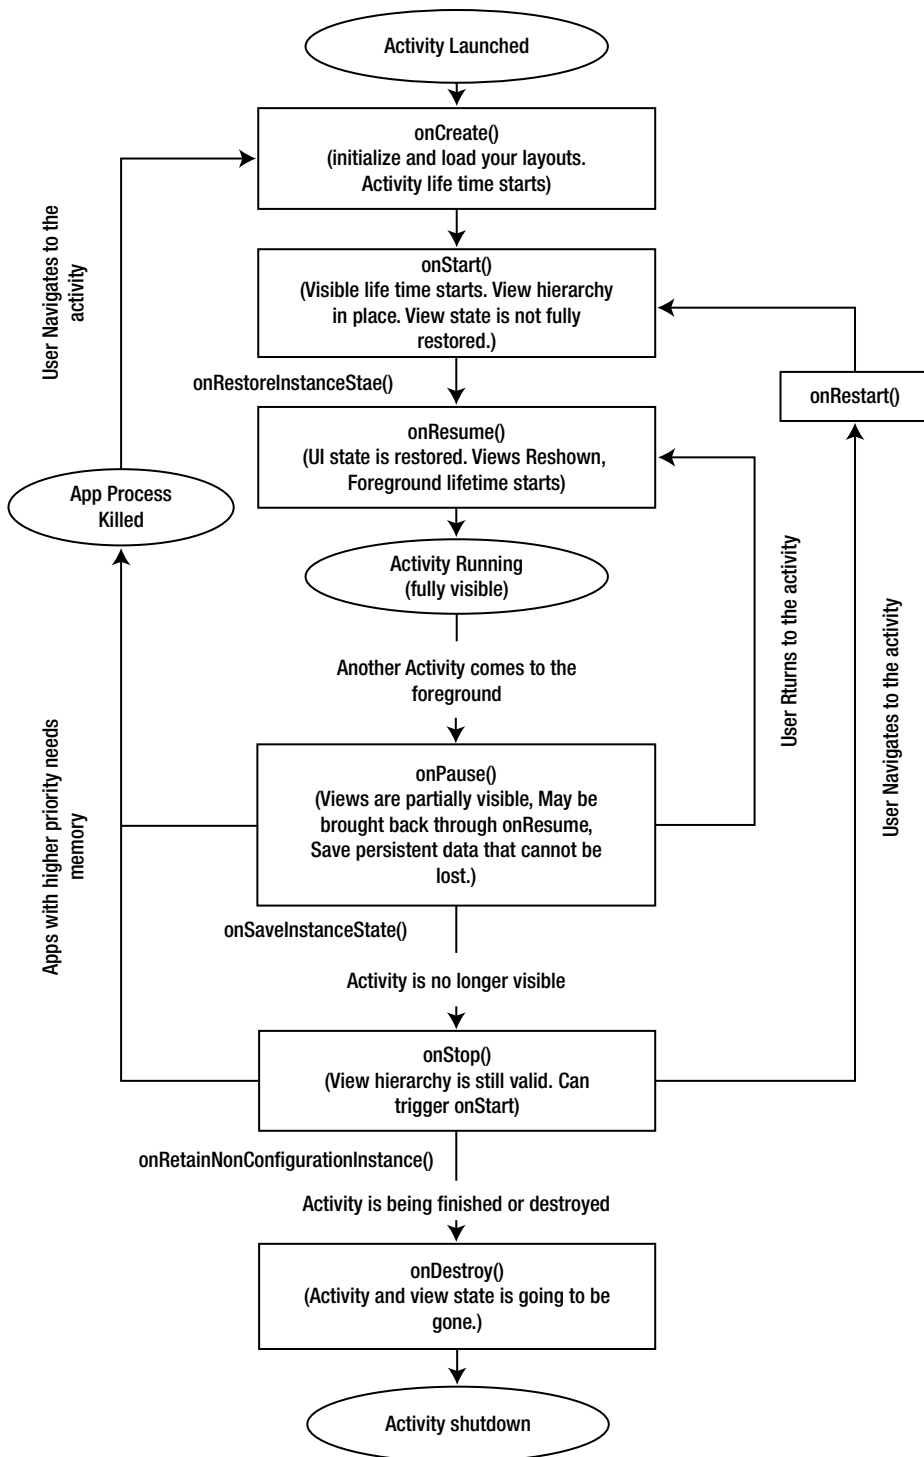 Activity Launched
onCreate()
(initialize and load your layouts.
Activity life time starts)
User Navigates to the
activity
onStart()
(Visible life time starts. View hierarchy
in place. View state is not fully
restored.)
onRestoreInstanceStae()
onRestart()
onResume()
(UI state is restored. Views Reshown,
Foreground lifetime starts)
App Process
Killed
Activity Running
(fully visible)
User Rturns to the activity
User Navigates to the activity
Another Activity comes to the
foreground
Apps with higher priority needs
memory
onPause()
(Views are partially visible, May be
brought back through onResume,
Save persistent data that cannot be
lost.)
onSaveInstanceState()
Activity is no longer visible
onStop()
(View hierarchy is still valid. Can
trigger onStart)
onRetainNonConfigurationInstance()
Activity is being finished or destroyed
onDestroy()
(Activity and view state is going to be
gone.)
Activity shutdown